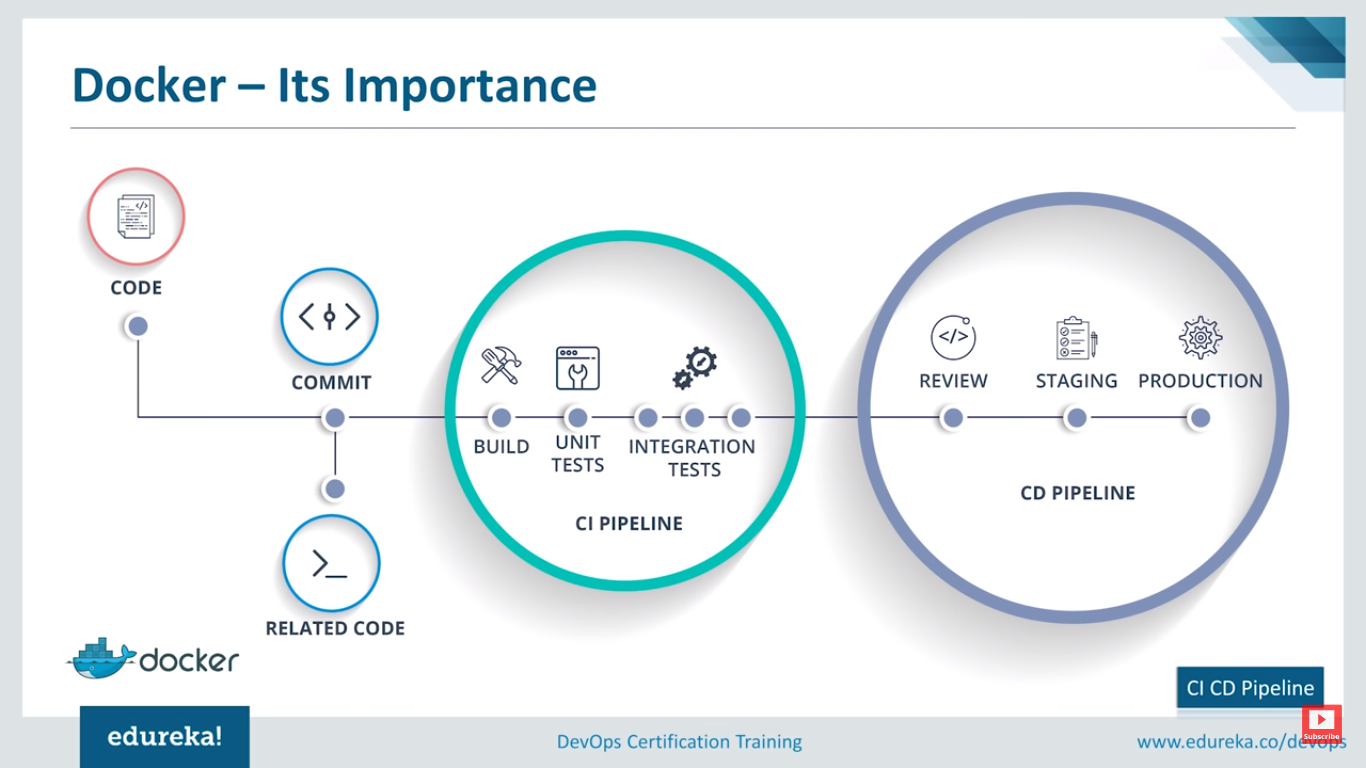 Docker – Its Importance
CODE
COMMIT
RELATED CODE
BUILD
UNIT
TESTS
INTEGRATION
TESTS
CI PIPELINE
REVIEW
STAGING
PRODUCTION
CD PIPELINE
docker
CI CD Pipeline
Subscribe
edureka!
DevOps Certification Training
www.edureka.co/devops